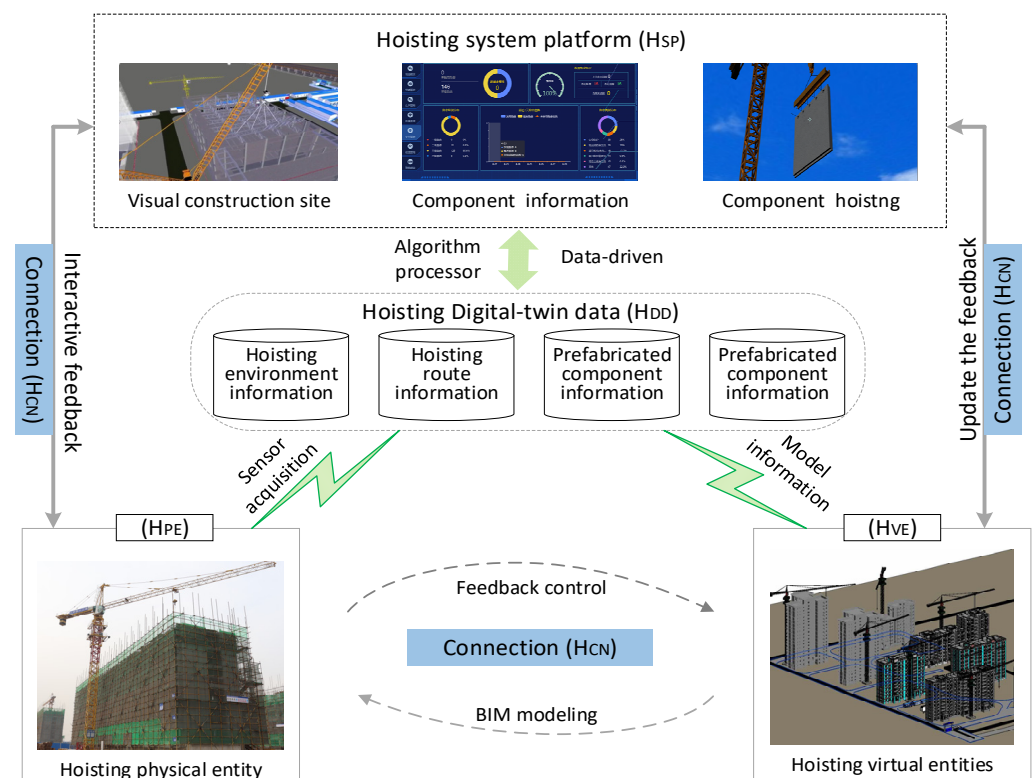 Hoisting system platform (HSP)
Visual construction site
Component information
Component hoistng
Algorithm
processor
Data-driven
Connection (HCN)
Interactive feedback
Update the feedback
Connection (HCN)
Hoisting Digital-twin data (HDD)
Hoisting
environment
information
Hoisting
route
information
Prefabricated
component
information
Prefabricated
component
information
Sensor
acquisition
Model
information
(HPE)
(HVE)
Feedback control
Connection (HCN)
BIM modeling
Hoisting physical entity
Hoisting virtual entities